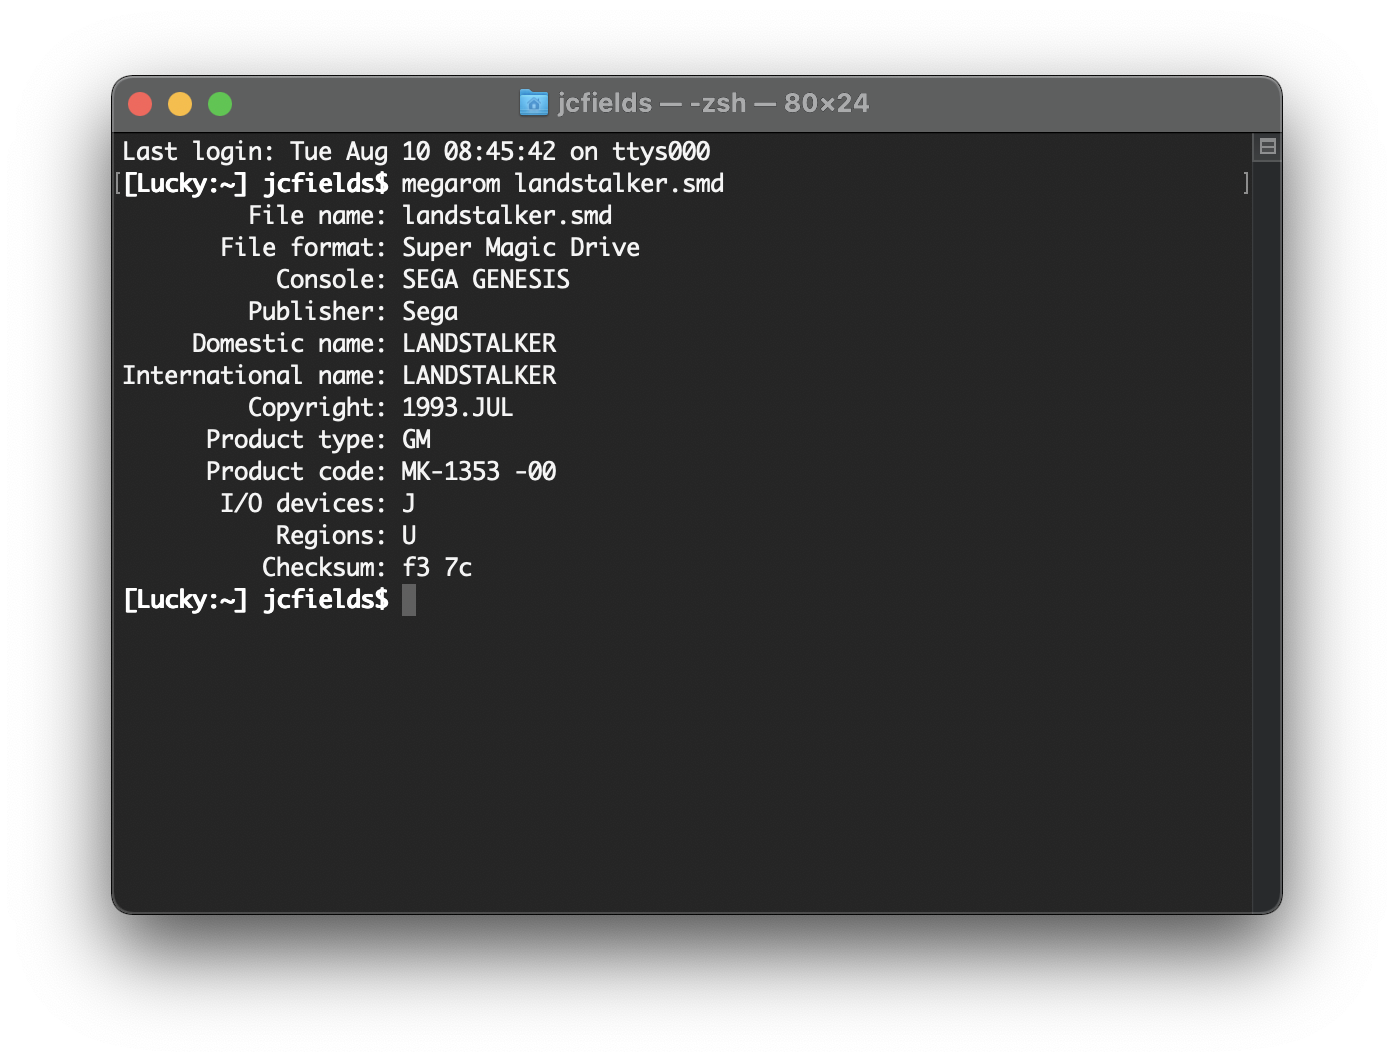 jcfields — -zsh — 80×24
Last login: Tue Aug 10 08:45:42 on ttys000
[[Lucky:~] jcfields$ megarom landstalker.smd ]
File name: landstalker.smd
File format: Super Magic Drive
Console: SEGA GENESIS
Publisher: Sega
Domestic name: LANDSTALKER
International name: LANDSTALKER
Copyright: 1993.JUL
Product type: GM
Product code: MK-1353 -00
I/O devices: J
Regions: U
Checksum: f3 7c
[Lucky:~] jcfields$